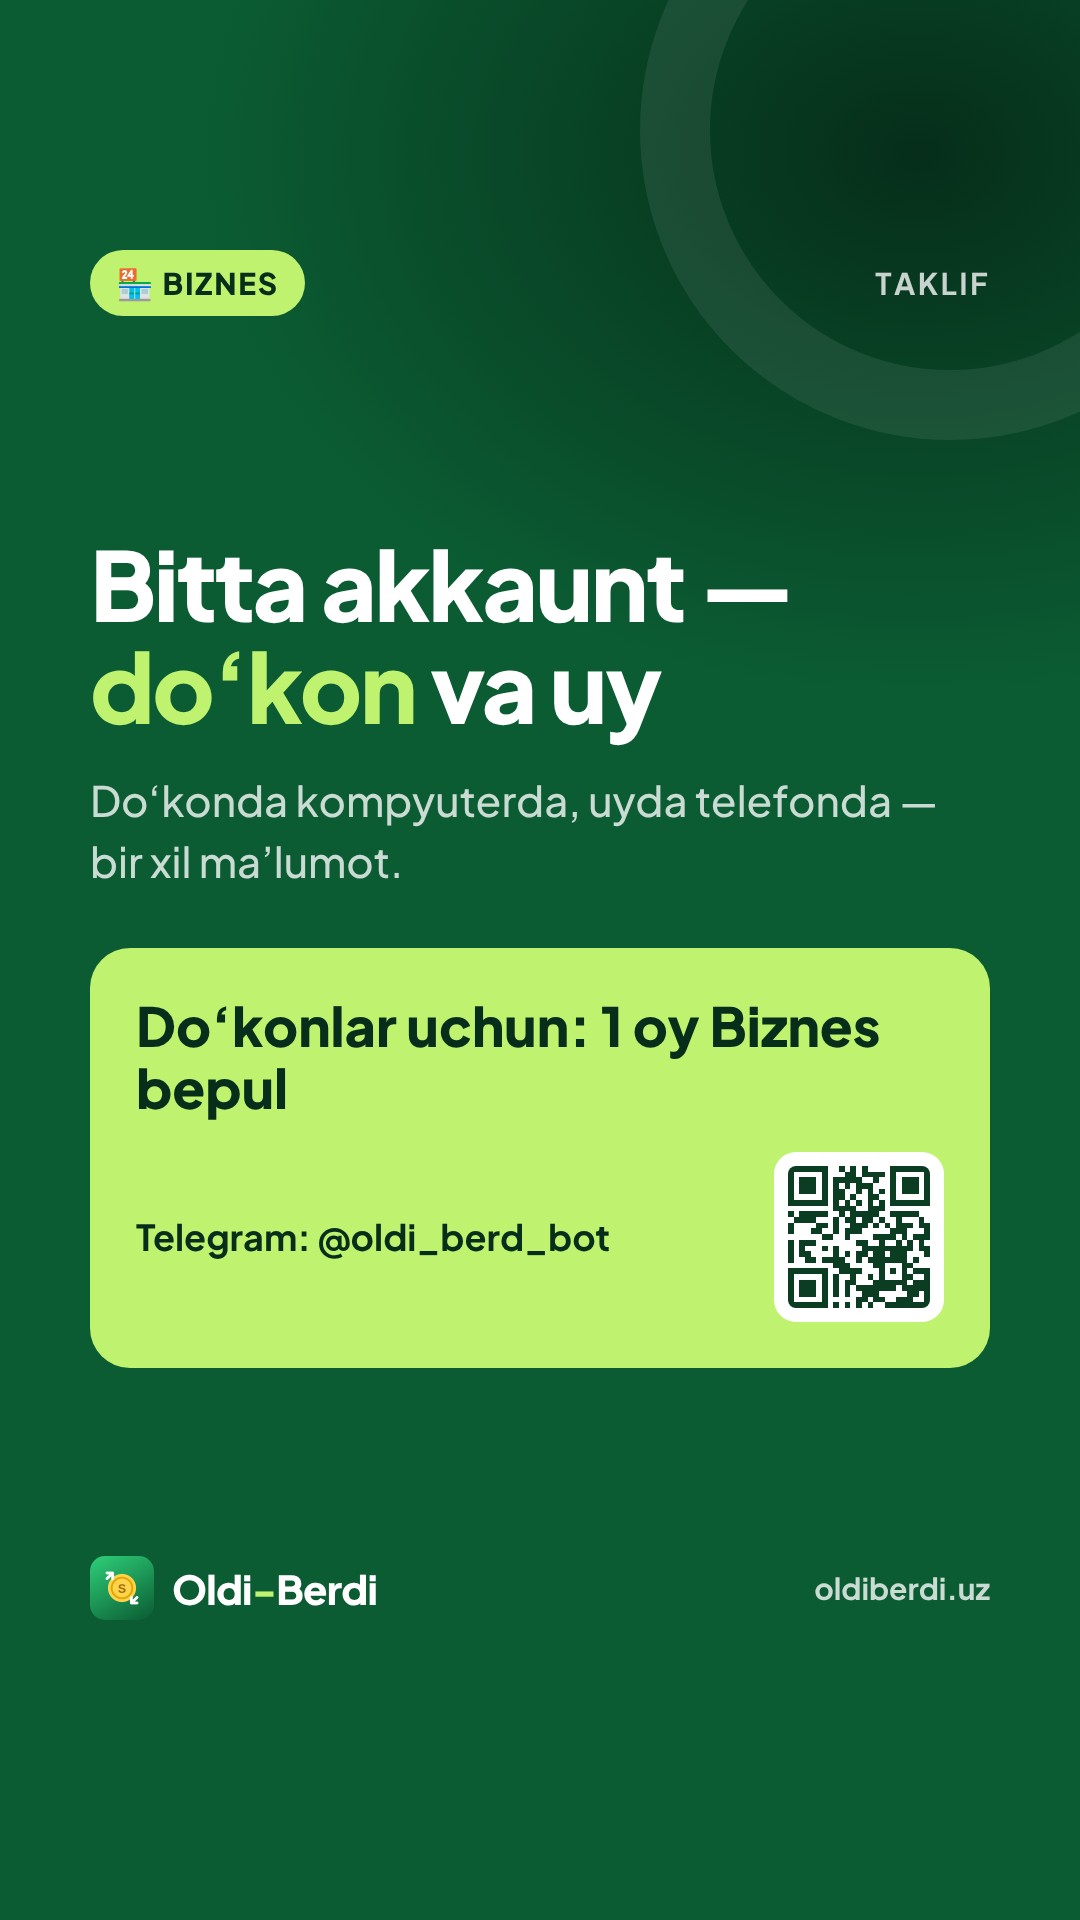 BIZNES
TAKLIF
Bitta akkaunt —
do‘kon va uy
Do‘konda kompyuterda, uyda telefonda —
bir xil ma’lumot.
Do‘konlar uchun: 1 oy Biznes
bepul
Telegram: @oldi_berd_bot
Oldi-Berdi
oldiberdi.uz